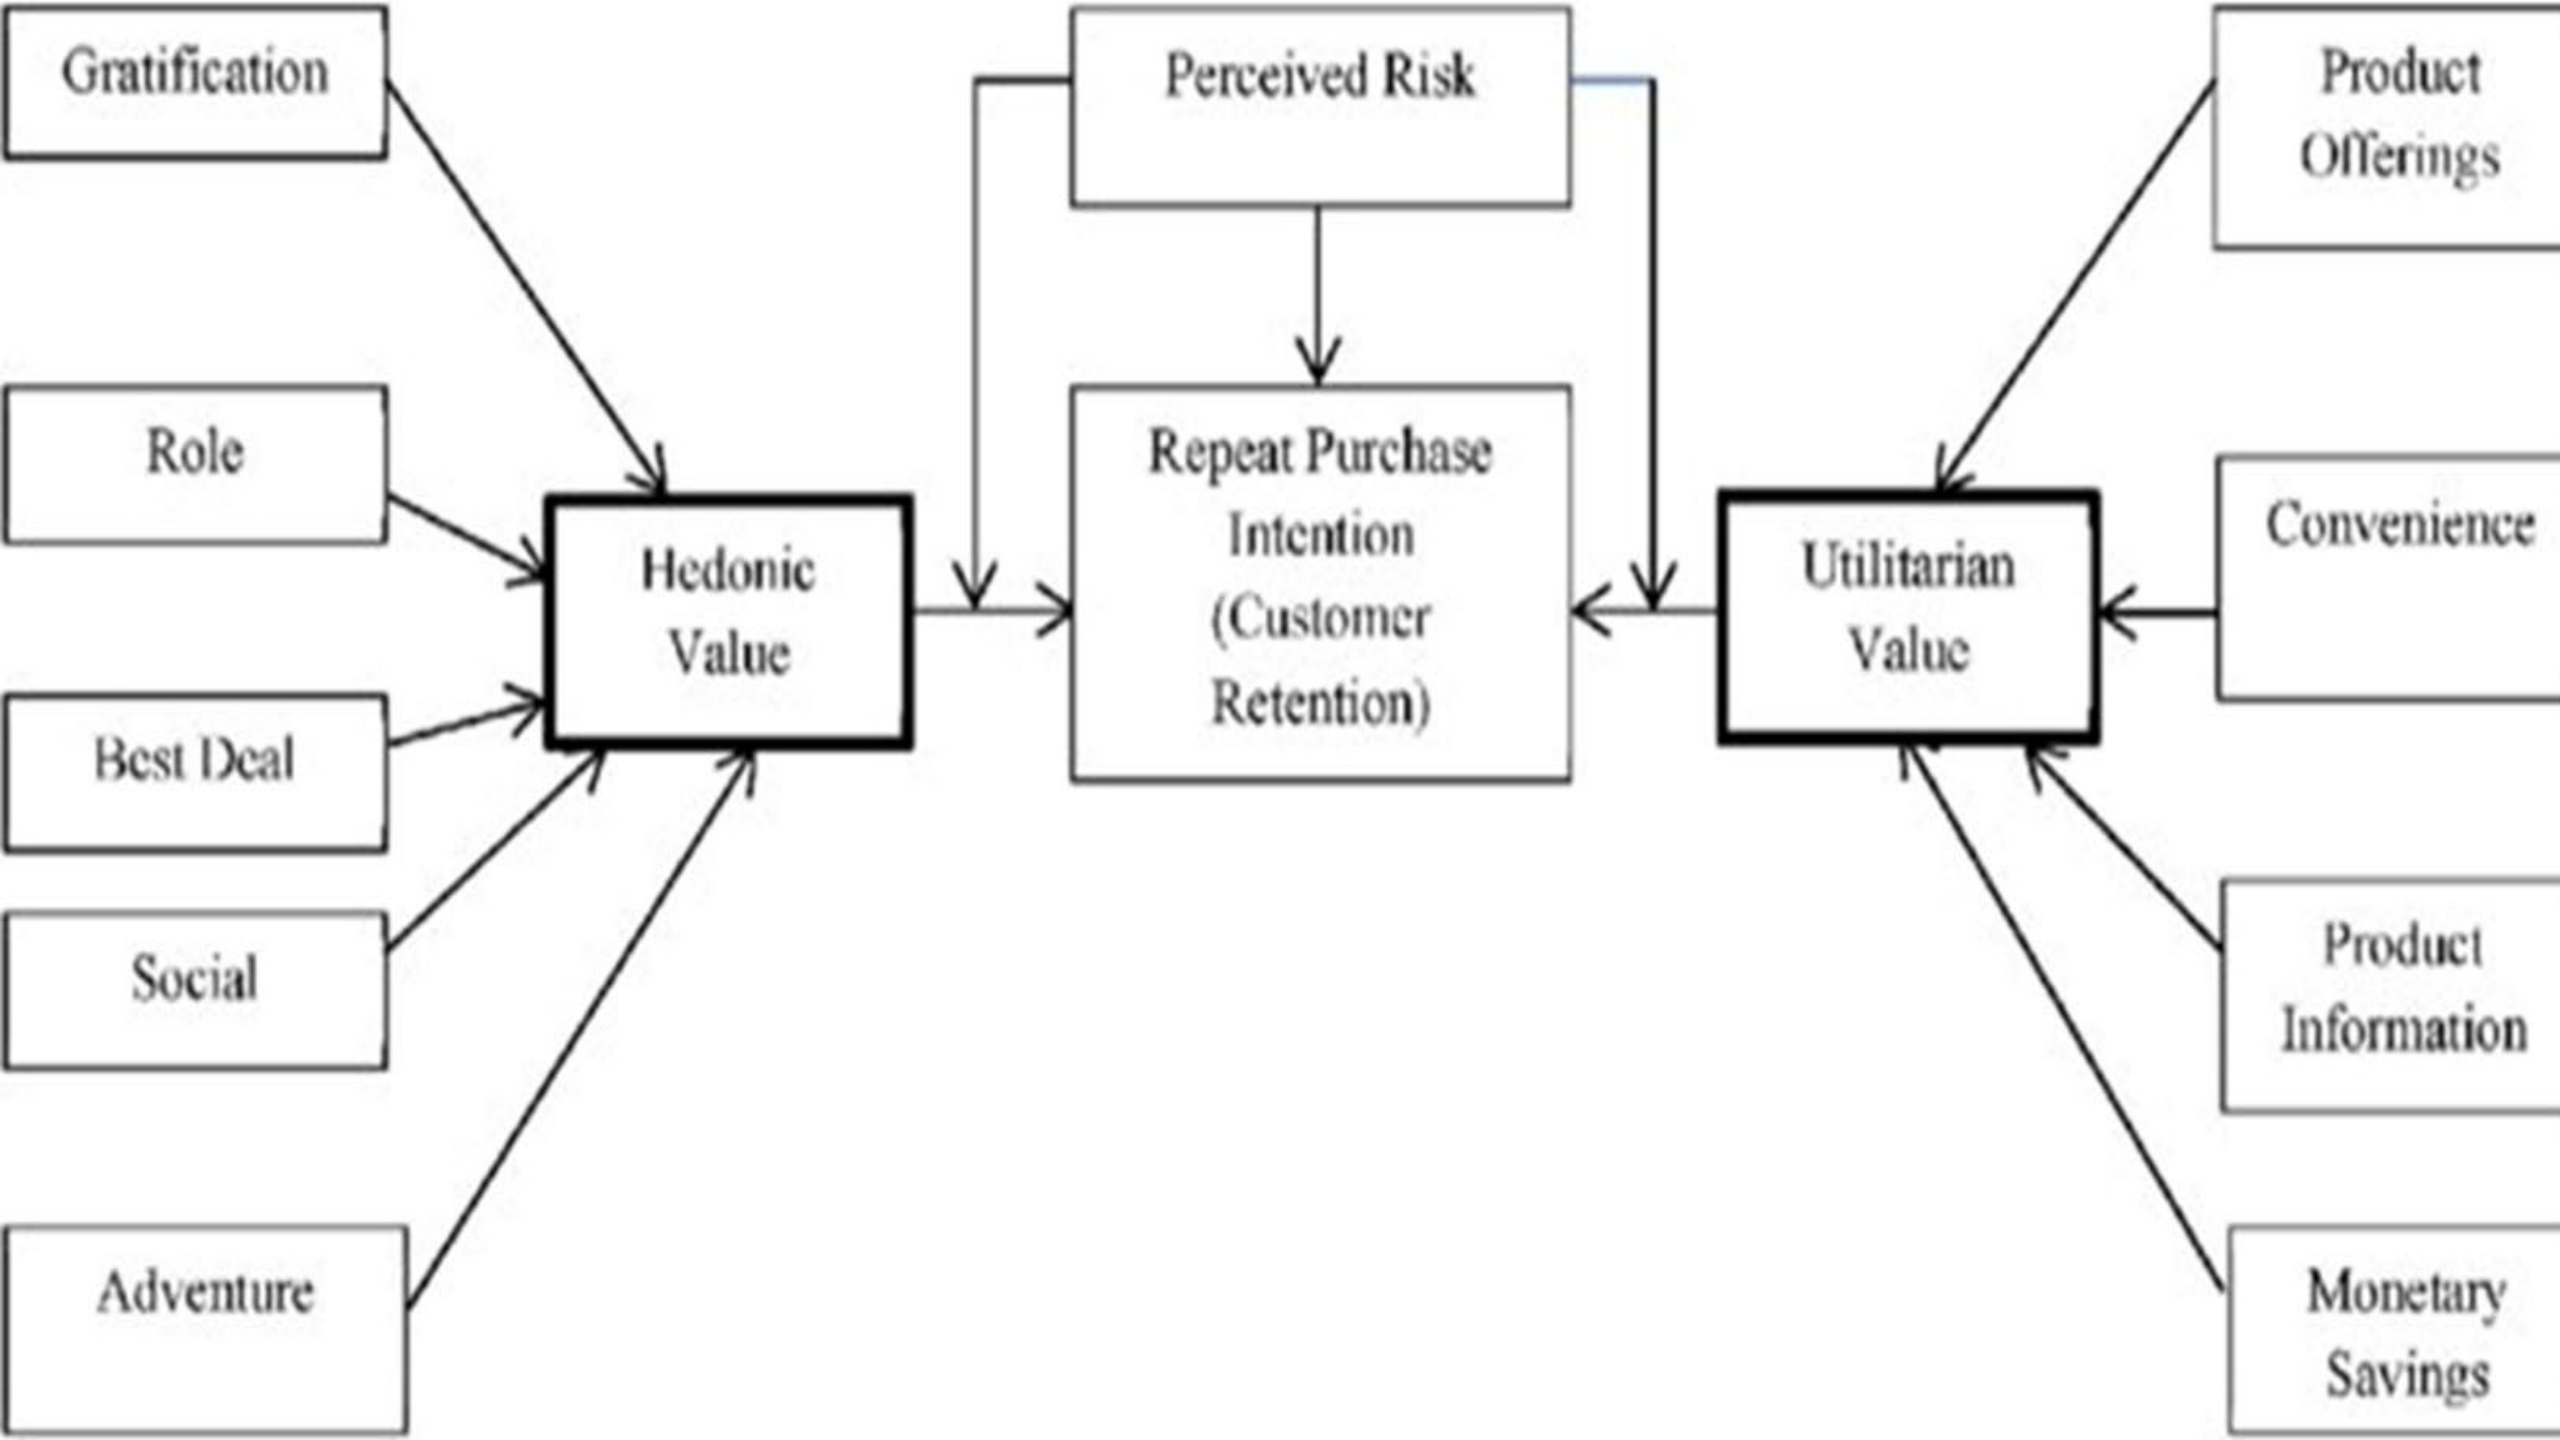 Gratification
Role
Best Deal
Social
Adventure
Hedonic
Value
Perceived Risk
Repeat Purchase
Intention
(Customer
Retention)
Utilitarian
Value
Product
Offerings
Convenience
Product
Information
Monetary
Savings